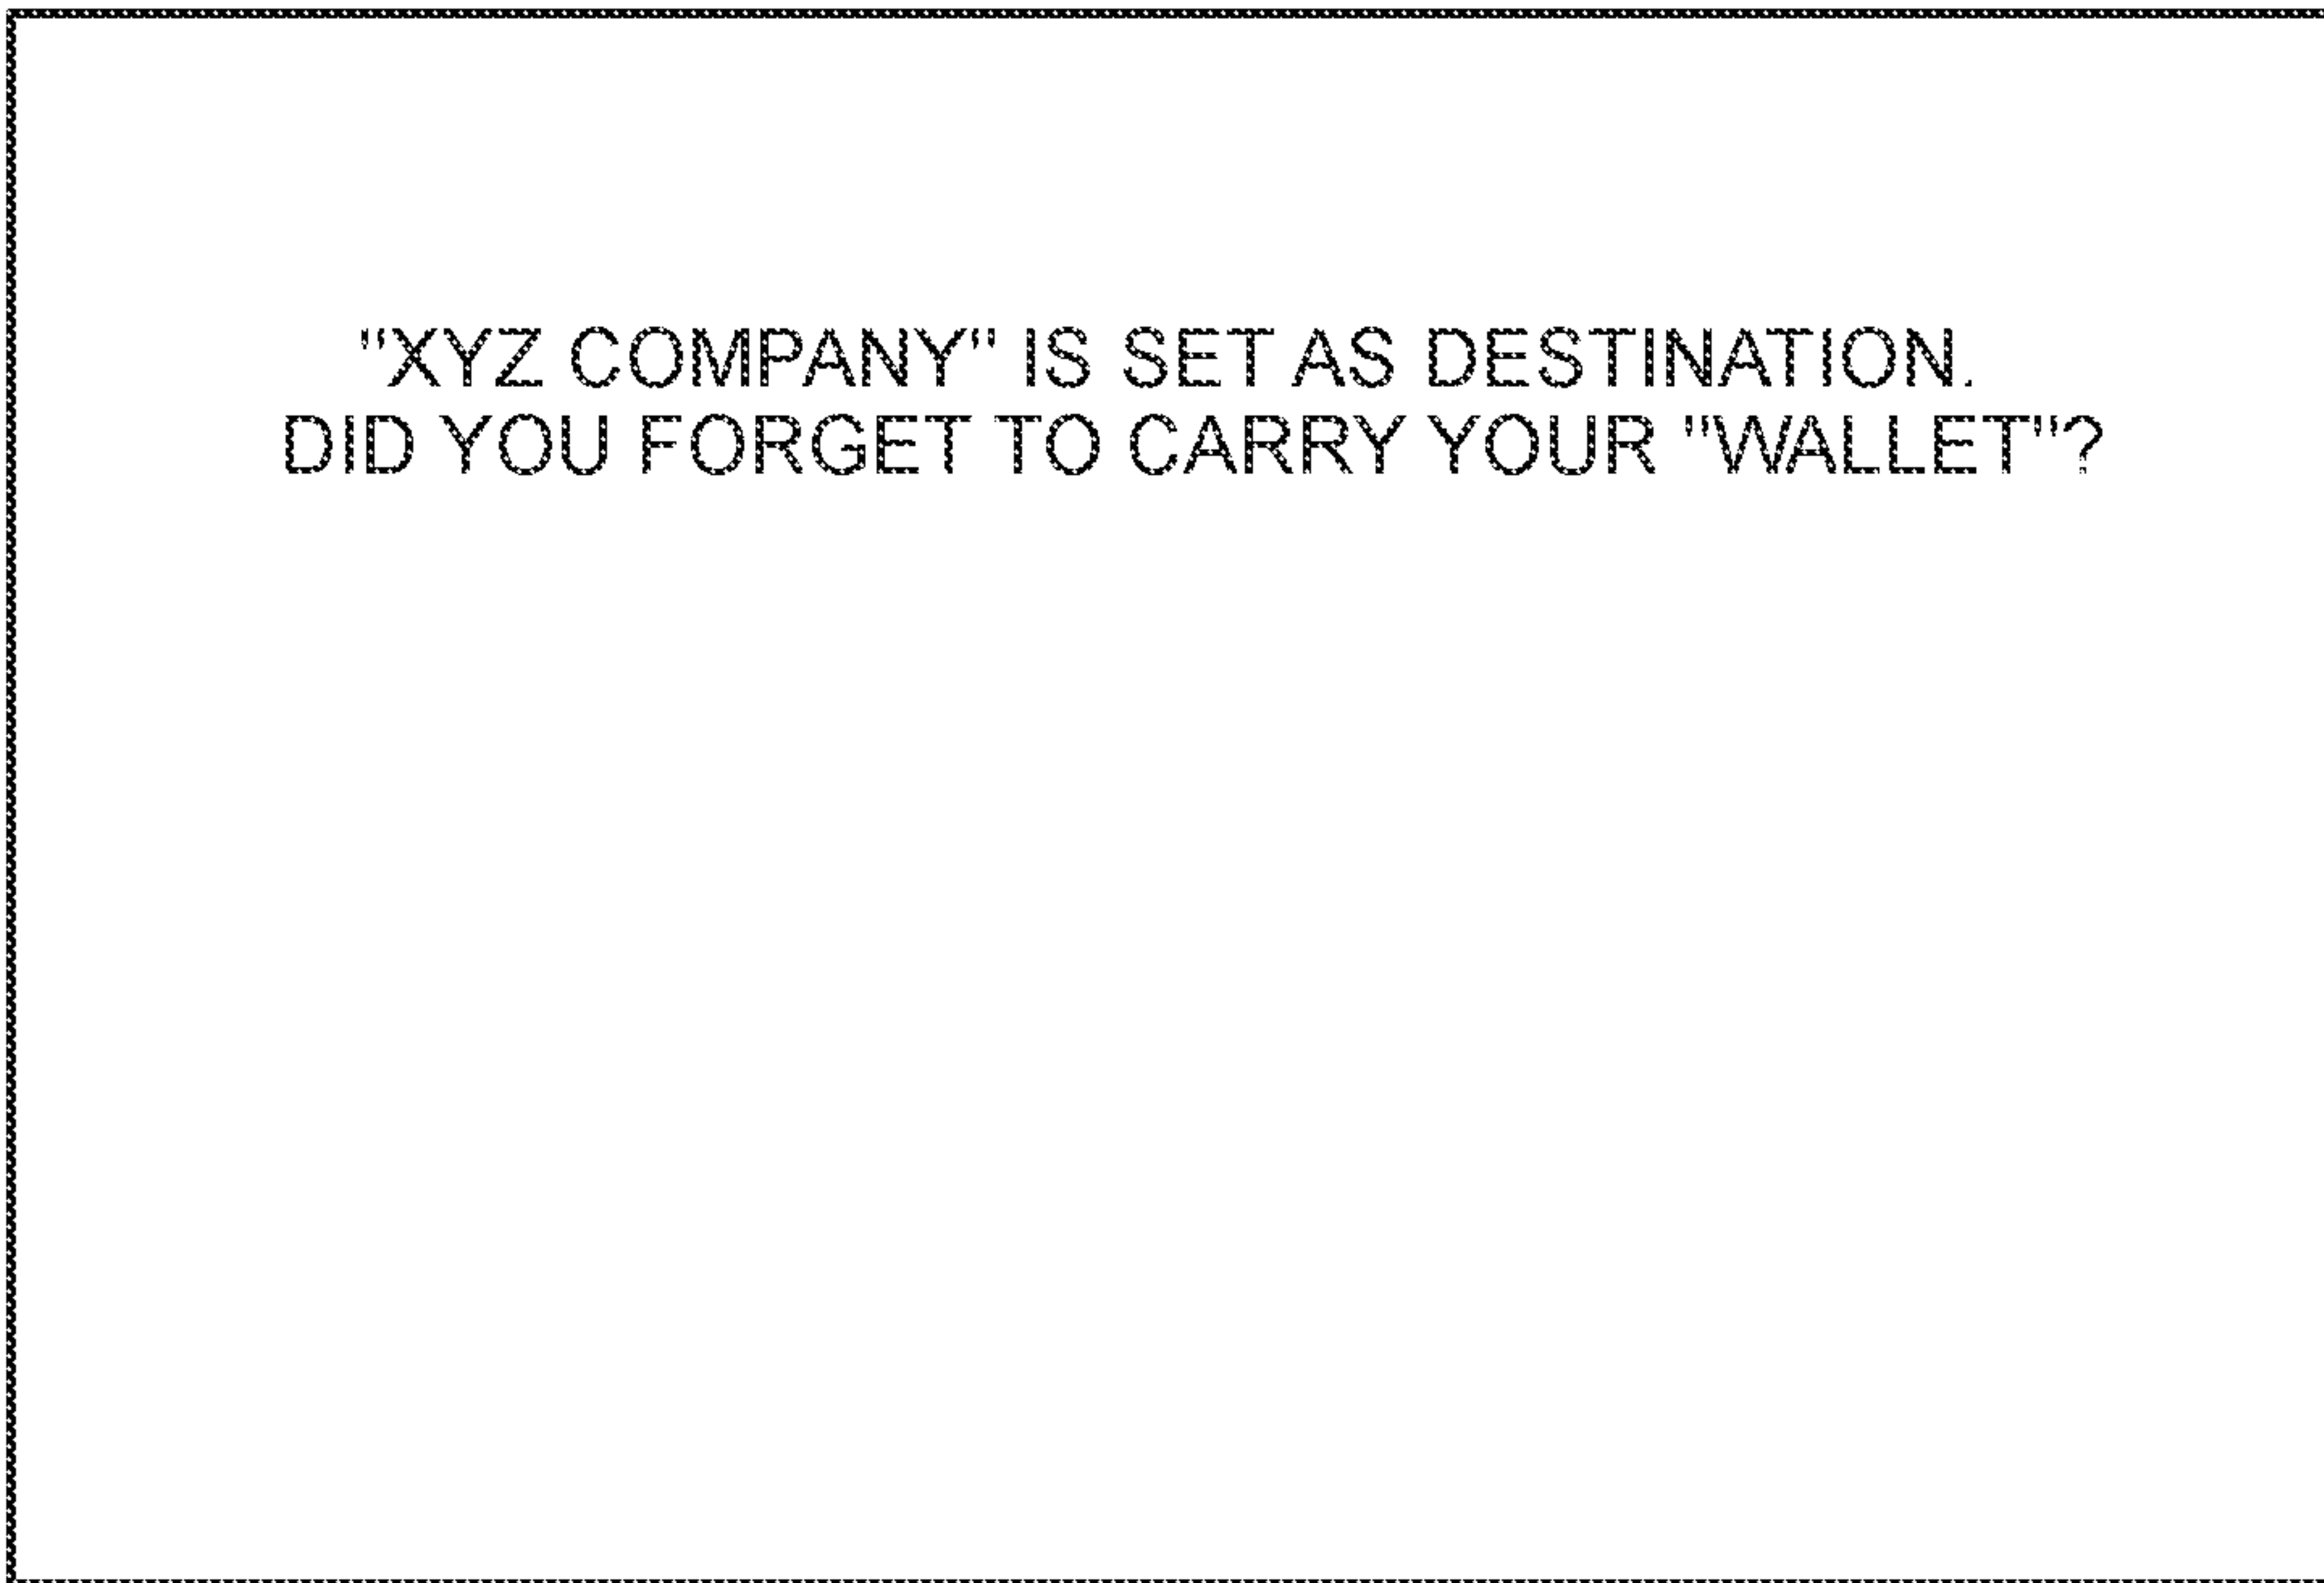 "XYZ COMPANY" IS SET AS DESTINATION.
DID YOU FORGET TO CARRY YOUR "WALLET"?